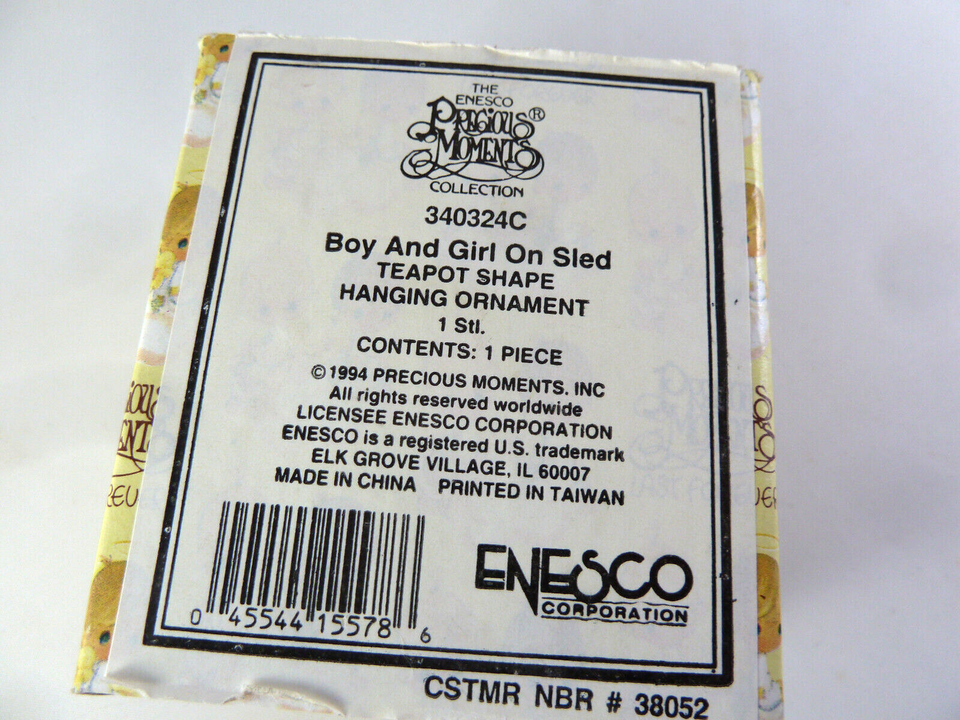 THE
ENESCO
PRECIOUS ®
MOMENTS
COLLECTION
340324C
Boy And Girl On Sled
TEAPOT SHAPE
HANGING ORNAMENT
1 Stl.
CONTENTS: 1 PIECE
©1994 PRECIOUS MOMENTS. INC
All rights reserved worldwide
LICENSEE ENESCO CORPORATION
ENESCO is a registered U.S. trademark
ELK GROVE VILLAGE, IL 60007
MADE IN CHINA PRINTED IN TAIWAN
0 45544 15578 6
ENESCO
CORPORATION
CSTMR NBR # 38052